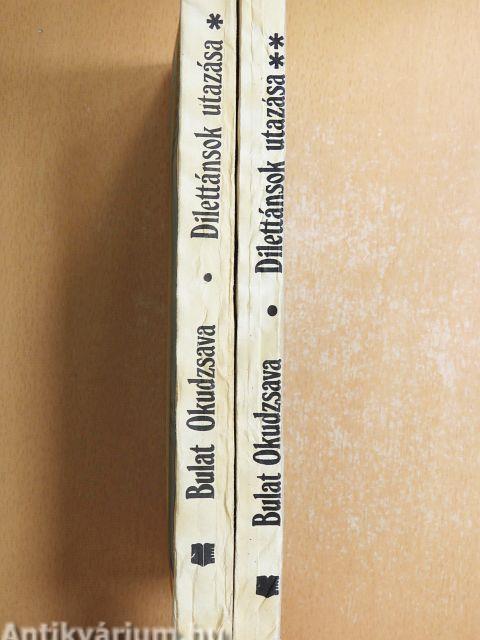 Bulat Okudzsava • Dilettánsok utazása *
Bulat Okudzsava • Dilettánsok utazása **
Antikvárium.hu